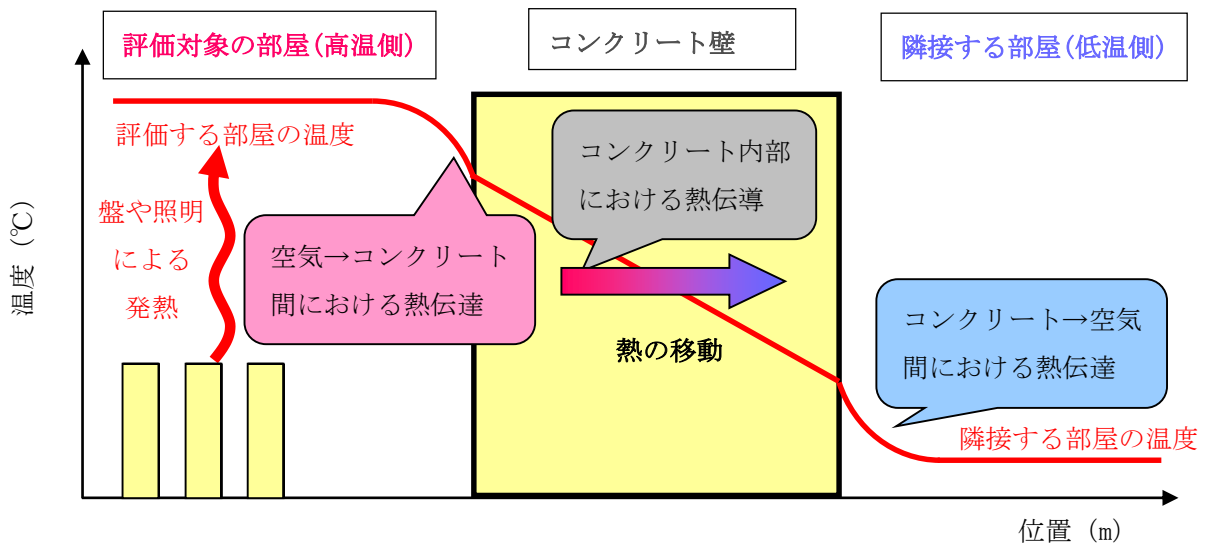 評価対象の部屋(高温側)
コンクリート壁
隣接する部屋(低温側)
評価する部屋の温度
盤や照明
による
発熱
空気→コンクリート
間における熱伝達
コンクリート内部
における熱伝導
熱の移動
コンクリート→空気
間における熱伝達
隣接する部屋の温度
温度 (℃)
位置 (m)